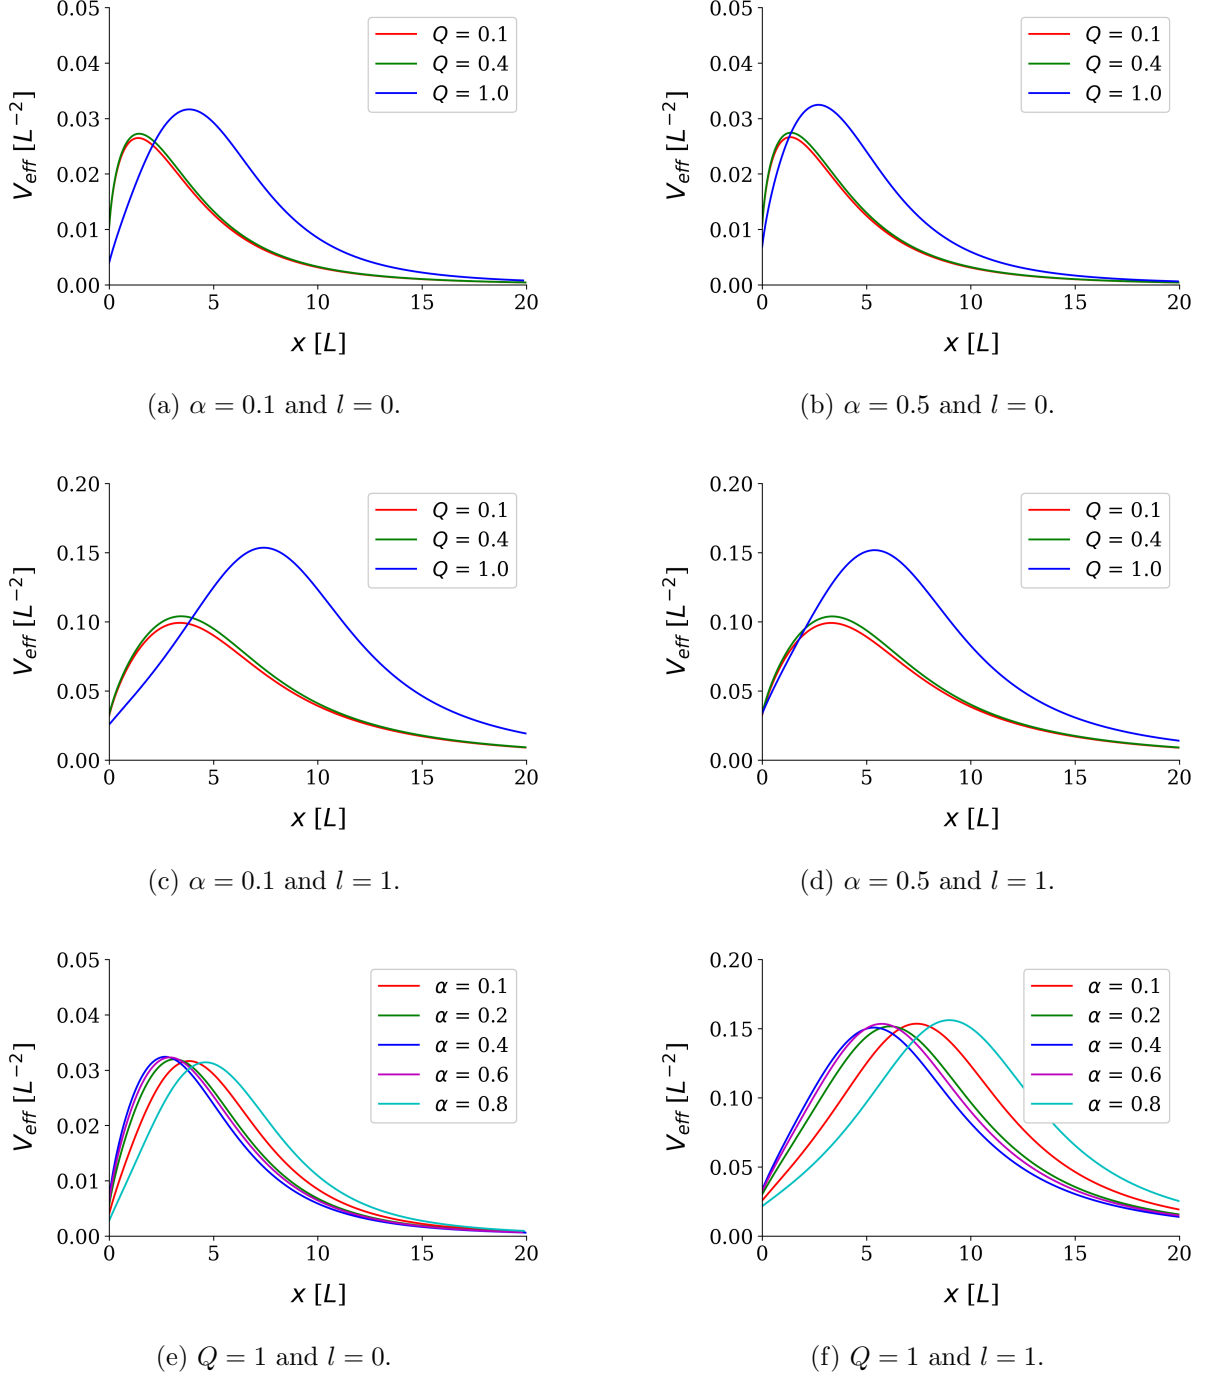 0.05
0.04
0.03
0.02
0.01
0.00
V_eff [L^{-2}]
0 5 10 15 20
x [L]
Q = 0.1
Q = 0.4
Q = 1.0
(a) α = 0.1 and l = 0.
0.05
0.04
0.03
0.02
0.01
0.00
V_eff [L^{-2}]
0 5 10 15 20
x [L]
Q = 0.1
Q = 0.4
Q = 1.0
(b) α = 0.5 and l = 0.
0.20
0.15
0.10
0.05
0.00
V_eff [L^{-2}]
0 5 10 15 20
x [L]
Q = 0.1
Q = 0.4
Q = 1.0
(c) α = 0.1 and l = 1.
0.20
0.15
0.10
0.05
0.00
V_eff [L^{-2}]
0 5 10 15 20
x [L]
Q = 0.1
Q = 0.4
Q = 1.0
(d) α = 0.5 and l = 1.
0.05
0.04
0.03
0.02
0.01
0.00
V_eff [L^{-2}]
0 5 10 15 20
x [L]
α = 0.1
α = 0.2
α = 0.4
α = 0.6
α = 0.8
(e) Q = 1 and l = 0.
0.20
0.15
0.10
0.05
0.00
V_eff [L^{-2}]
0 5 10 15 20
x [L]
α = 0.1
α = 0.2
α = 0.4
α = 0.6
α = 0.8
(f) Q = 1 and l = 1.